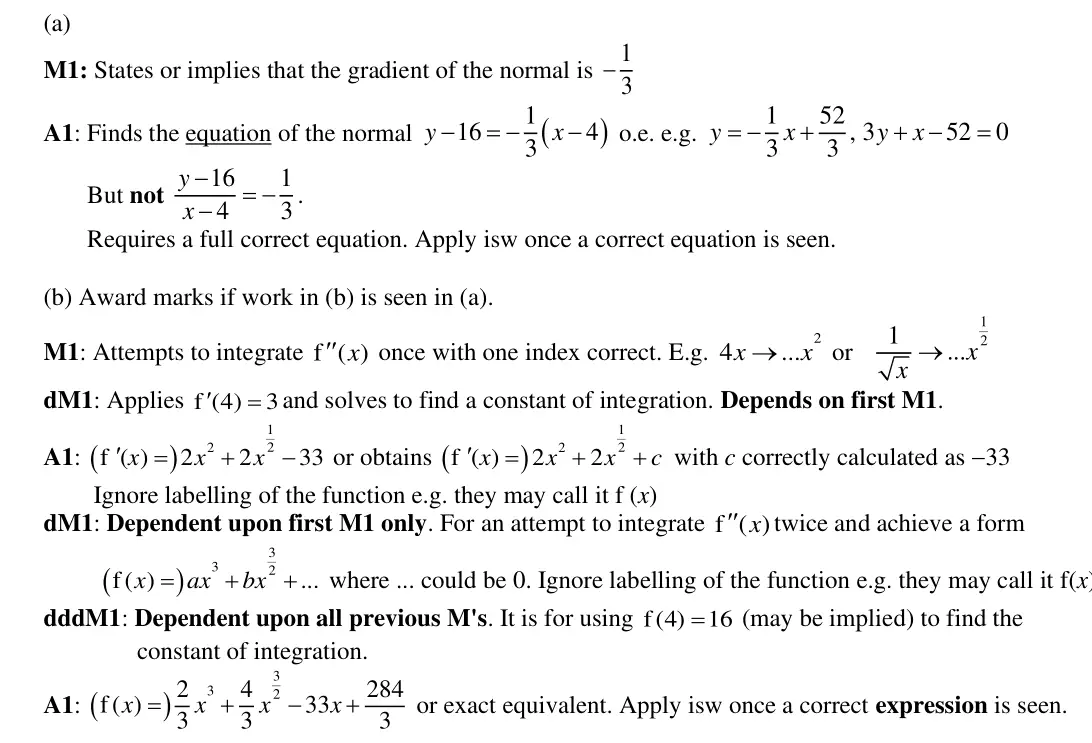 (a)
M1: States or implies that the gradient of the normal is −1/3
A1: Finds the equation of the normal y−16=−1/3(x−4) o.e. e.g. y=−1/3x+52/3, 3y+x−52=0
But not (y−16)/(x−4)=−1/3.
Requires a full correct equation. Apply isw once a correct equation is seen.
(b) Award marks if work in (b) is seen in (a).
M1: Attempts to integrate f″(x) once with one index correct. E.g. 4x→...x² or 1/√x→...x^(1/2)
dM1: Applies f′(4)=3 and solves to find a constant of integration. Depends on first M1.
A1: (f′(x)=)2x²+2x^(1/2)−33 or obtains (f′(x)=)2x²+2x^(1/2)+c with c correctly calculated as −33
Ignore labelling of the function e.g. they may call it f (x)
dM1: Dependent upon first M1 only. For an attempt to integrate f″(x) twice and achieve a form
(f(x)=)ax³+bx^(3/2)+... where ... could be 0. Ignore labelling of the function e.g. they may call it f(x)
dddM1: Dependent upon all previous M's. It is for using f(4)=16 (may be implied) to find the
constant of integration.
A1: (f(x)=)2/3x³+4/3x^(3/2)−33x+284/3 or exact equivalent. Apply isw once a correct expression is seen.